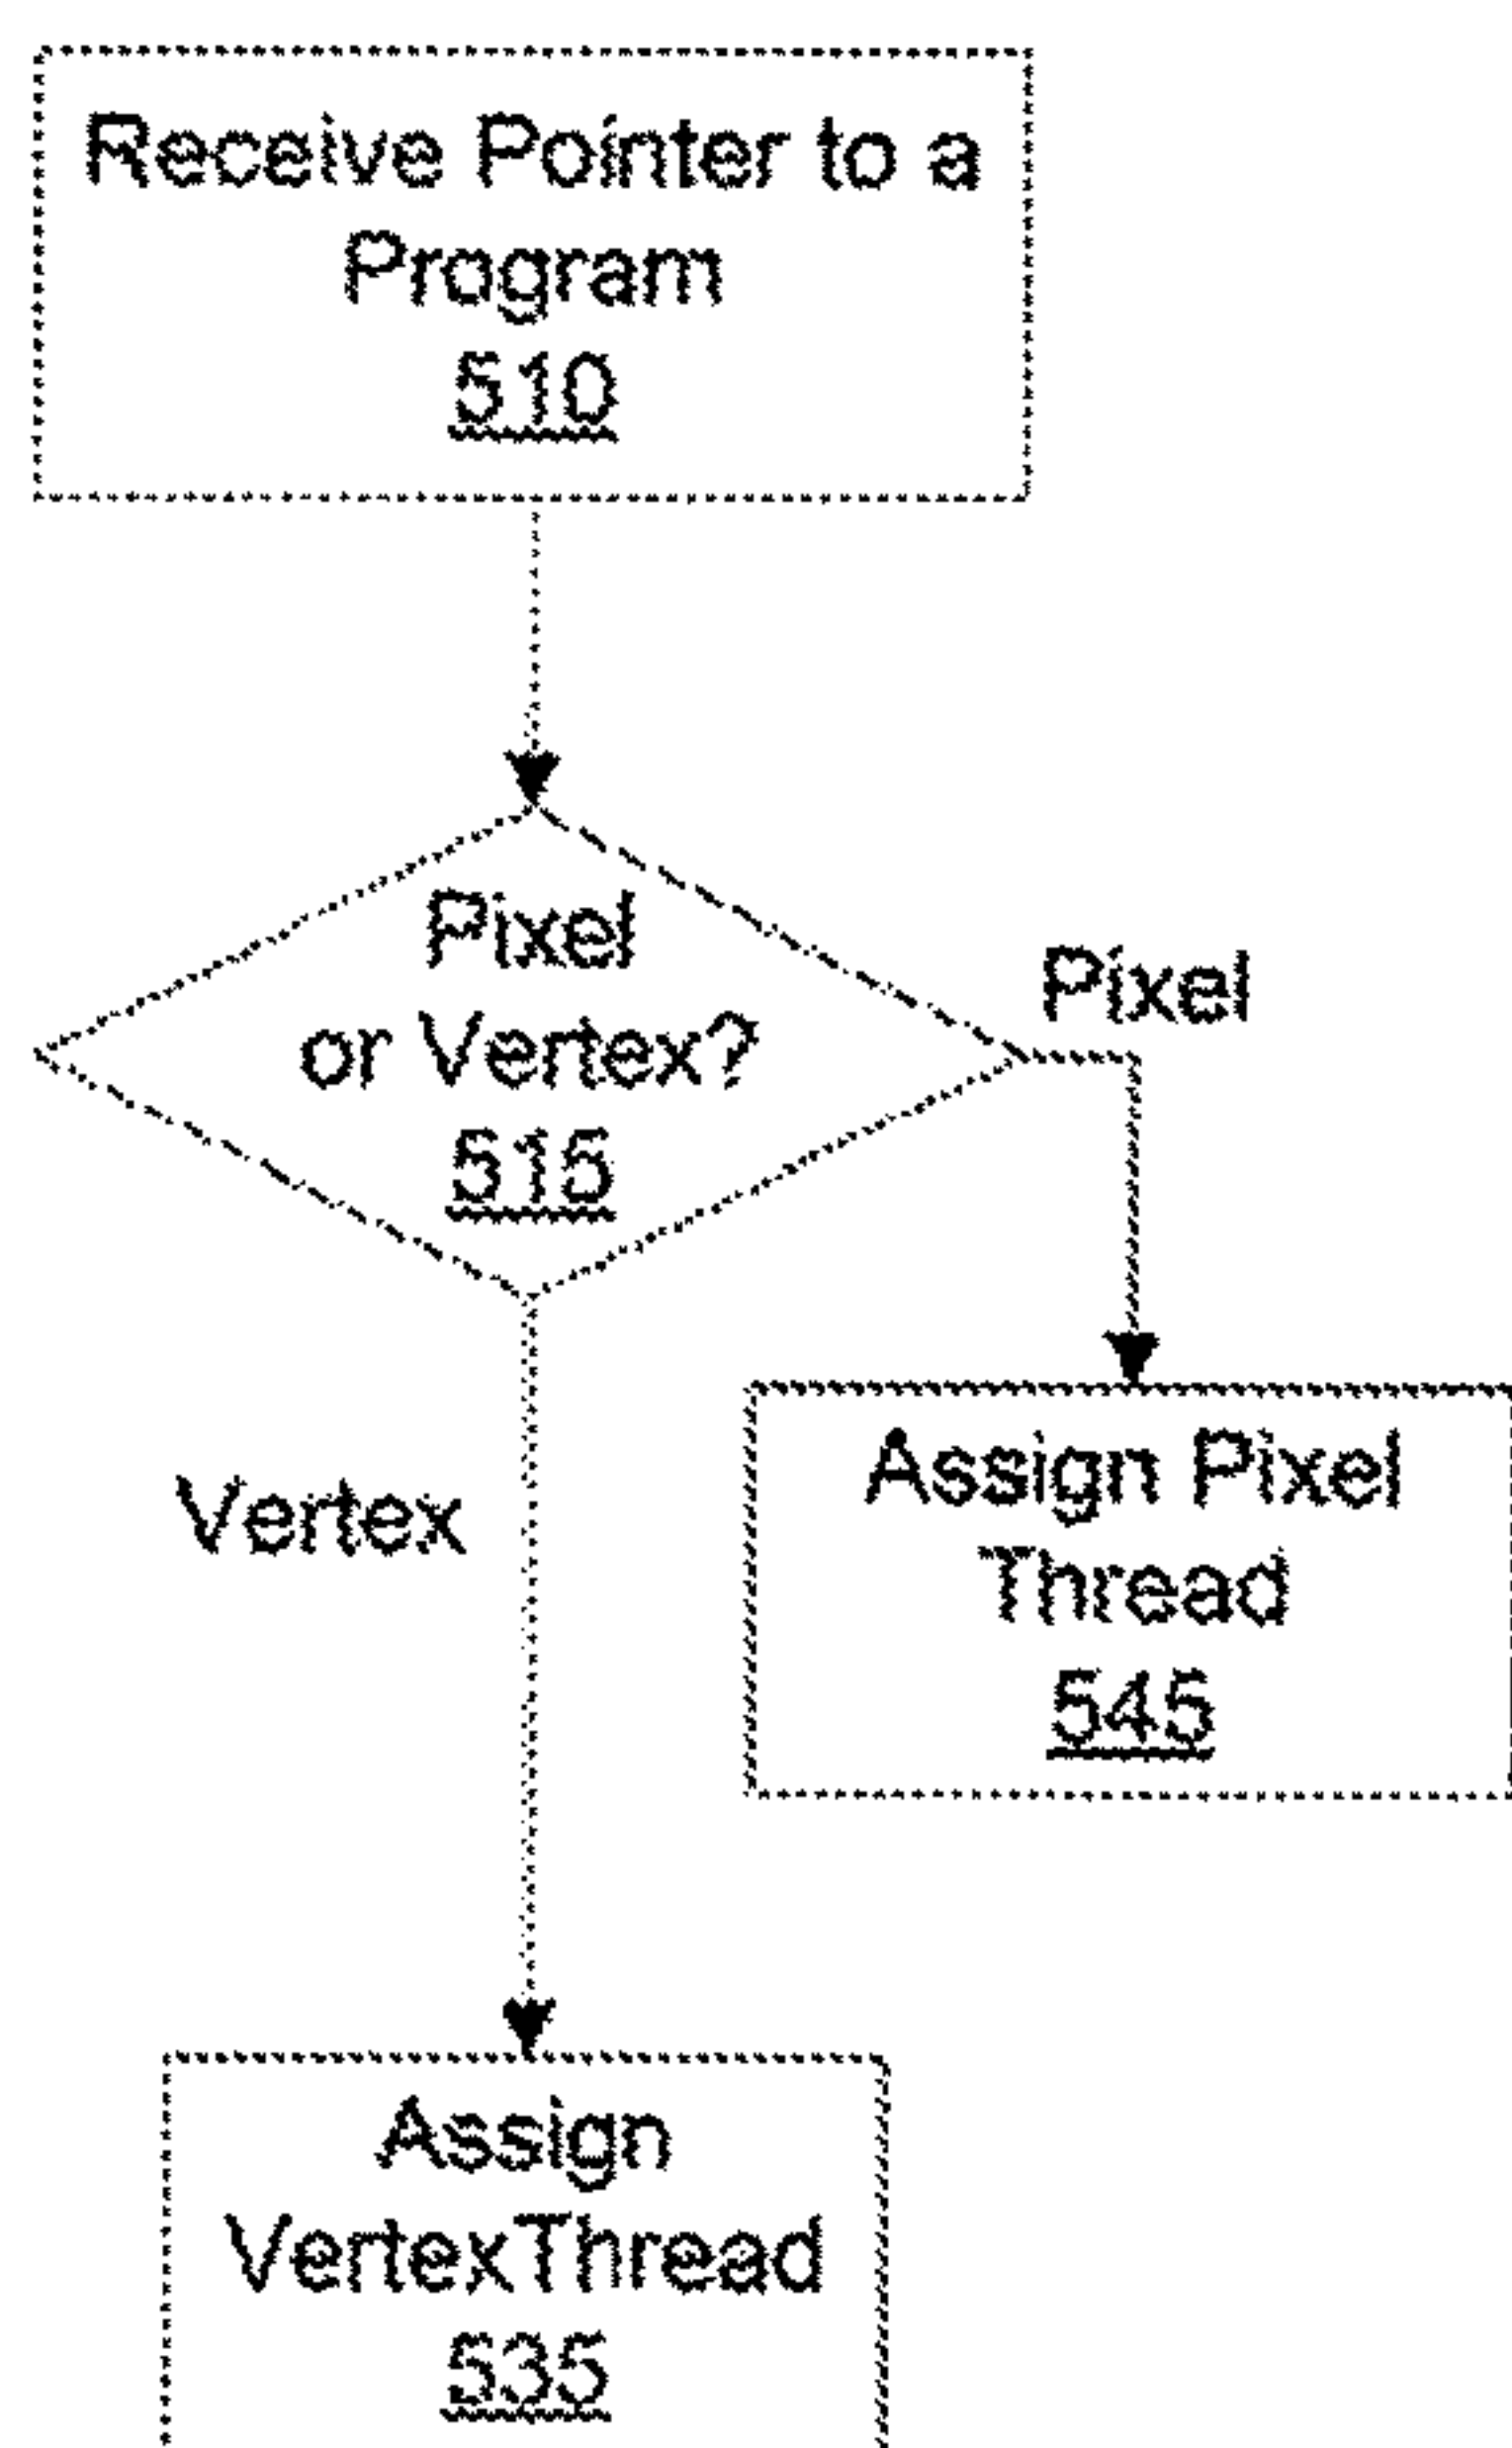 Receive Pointer to a
Program
510
Pixel
or Vertex?
515
Pixel
Vertex
Assign Pixel
Thread
545
Assign
VertexThread
535